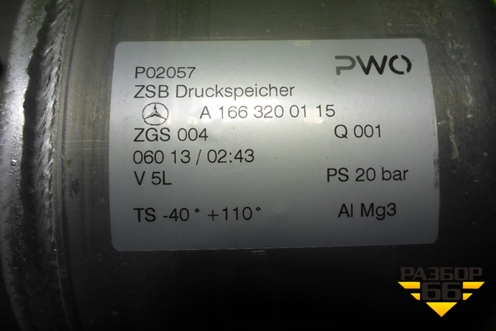 P02057
PWO
ZSB Druckspeicher
A 166 320 01 15
ZGS 004 Q 001
060 13 / 02:43
V 5L PS 20 bar
TS -40° +110° Al Mg3
РАЗБОР
66